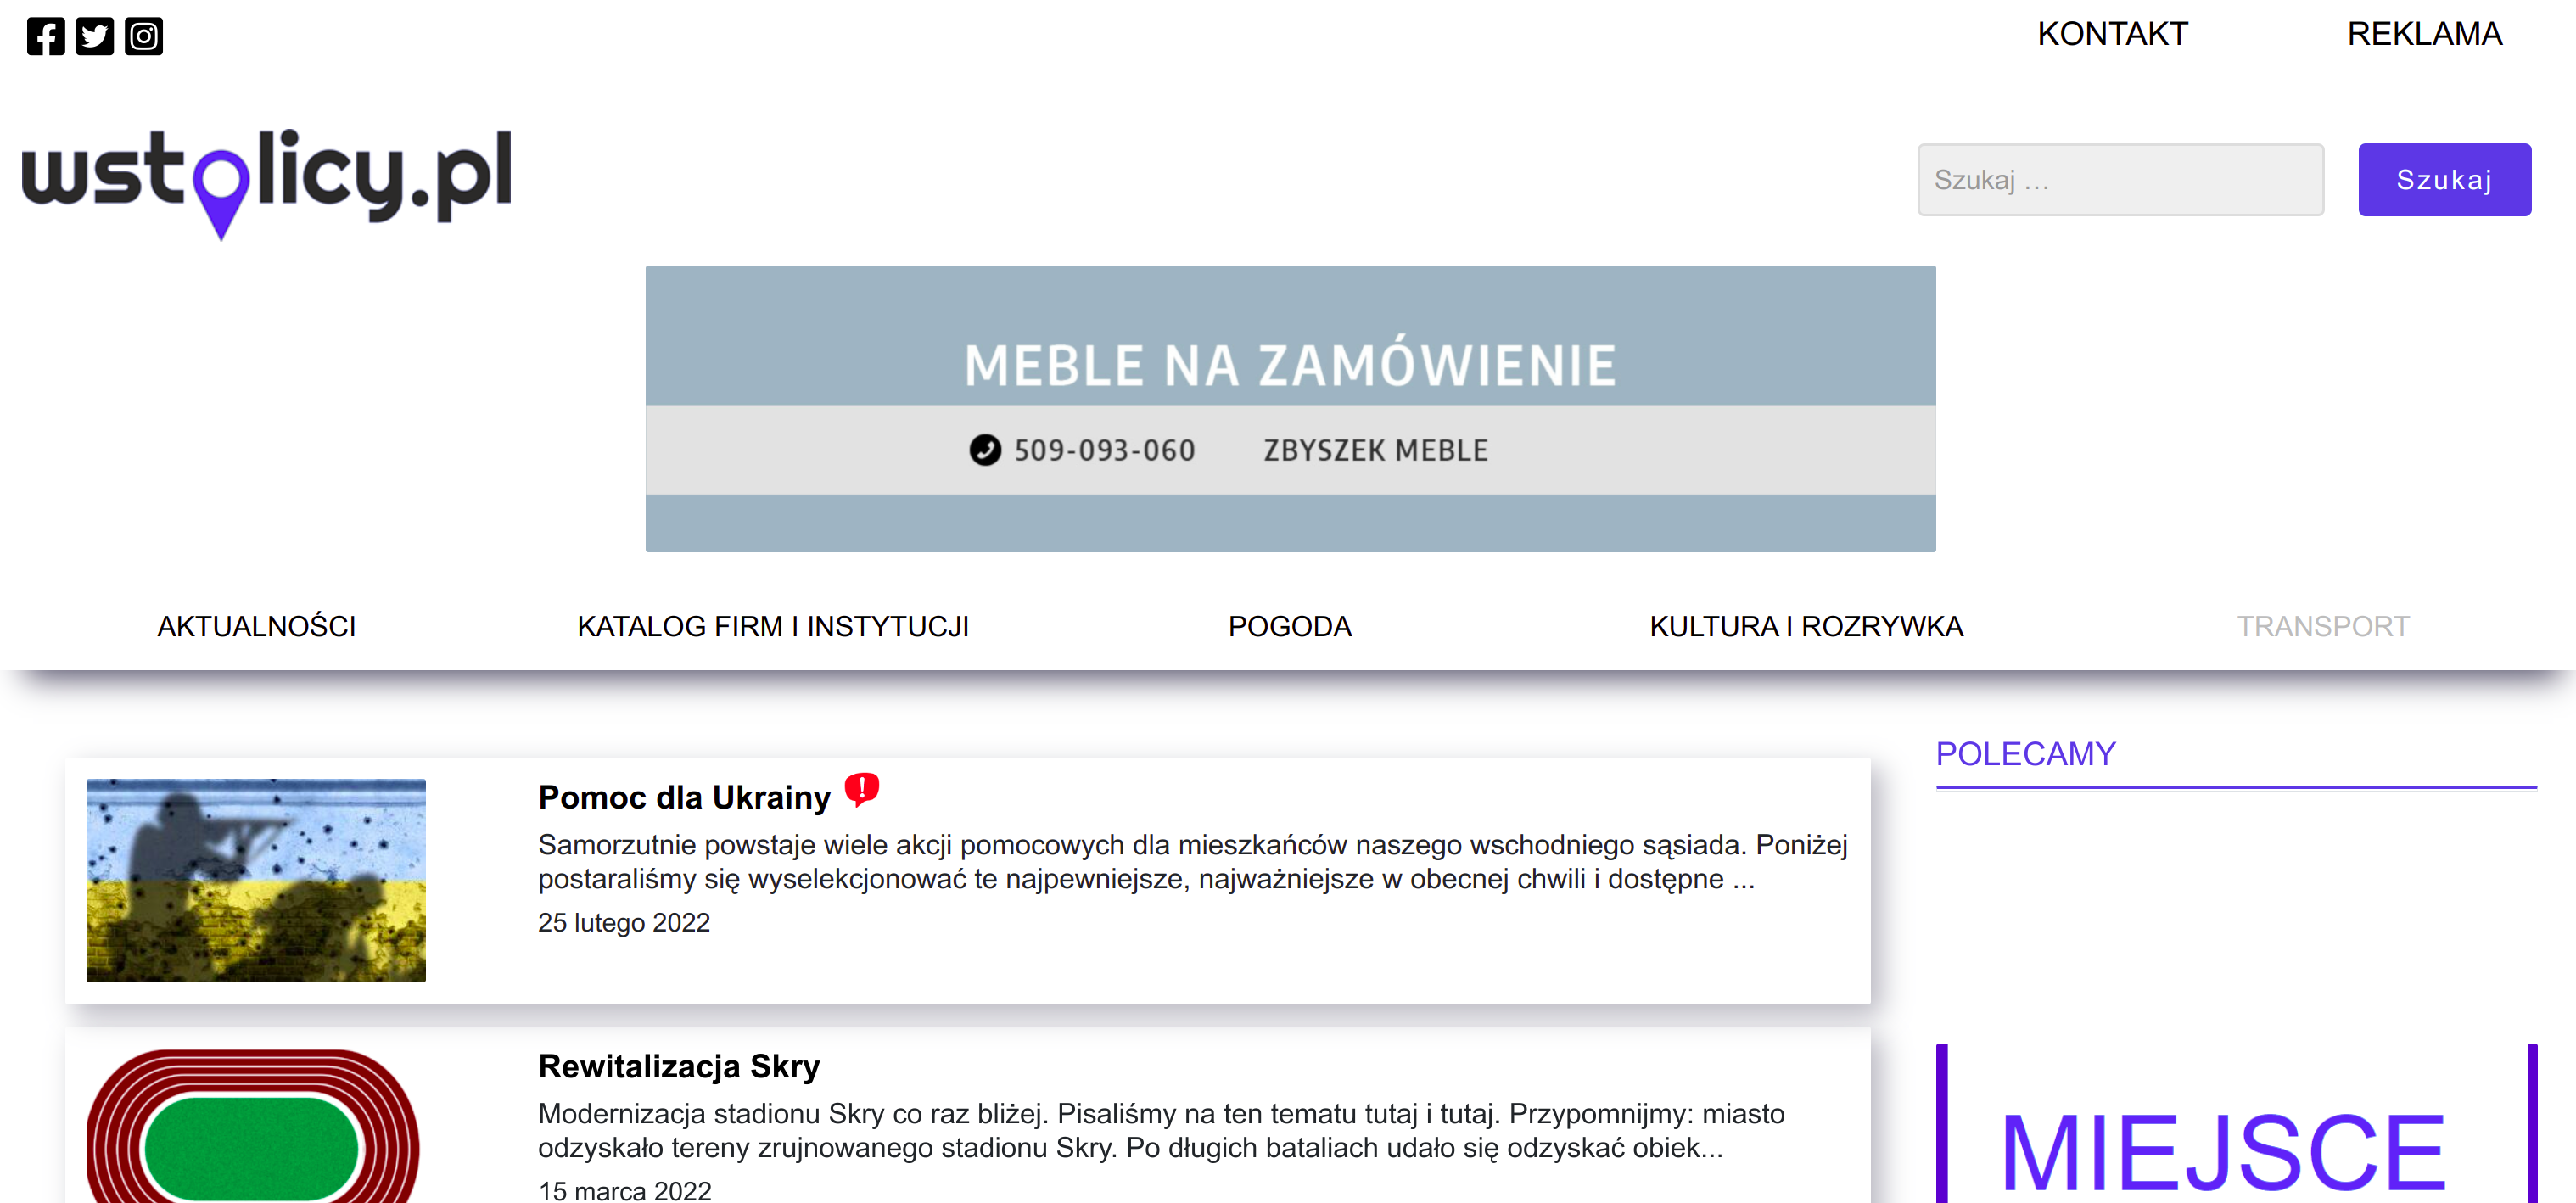 KONTAKT
REKLAMA
wstolicy.pl
Szukaj ...
Szukaj
MEBLE NA ZAMÓWIENIE
509-093-060 ZBYSZEK MEBLE
AKTUALNOŚCI
KATALOG FIRM I INSTYTUCJI
POGODA
KULTURA I ROZRYWKA
TRANSPORT
Pomoc dla Ukrainy
Samorzutnie powstaje wiele akcji pomocowych dla mieszkańców naszego wschodniego sąsiada. Poniżej
postaraliśmy się wyselekcjonować te najpewniejsze, najważniejsze w obecnej chwili i dostępne ...
25 lutego 2022
Rewitalizacja Skry
Modernizacja stadionu Skry co raz bliżej. Pisaliśmy na ten tematu tutaj i tutaj. Przypomnijmy: miasto
odzyskało tereny zrujnowanego stadionu Skry. Po długich bataliach udało się odzyskać obiek...
15 marca 2022
POLECAMY
MIEJSCE